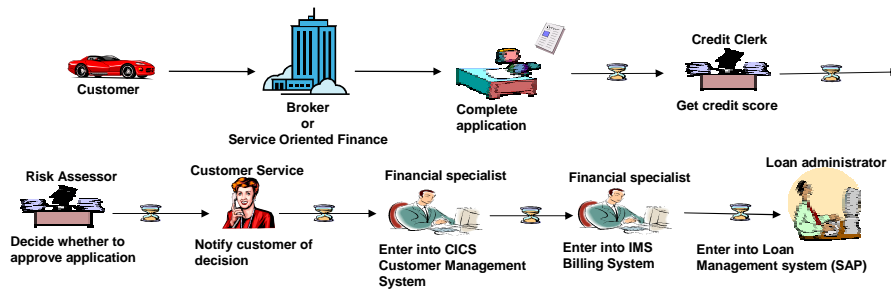 Customer
Broker
or
Service Oriented Finance
Complete
application
Credit Clerk
Get credit score
Risk Assessor
Decide whether to
approve application
Customer Service
Notify customer of
decision
Financial specialist
Enter into CICS
Customer Management
System
Financial specialist
Enter into IMS
Billing System
Loan administrator
Enter into Loan
Management system (SAP)